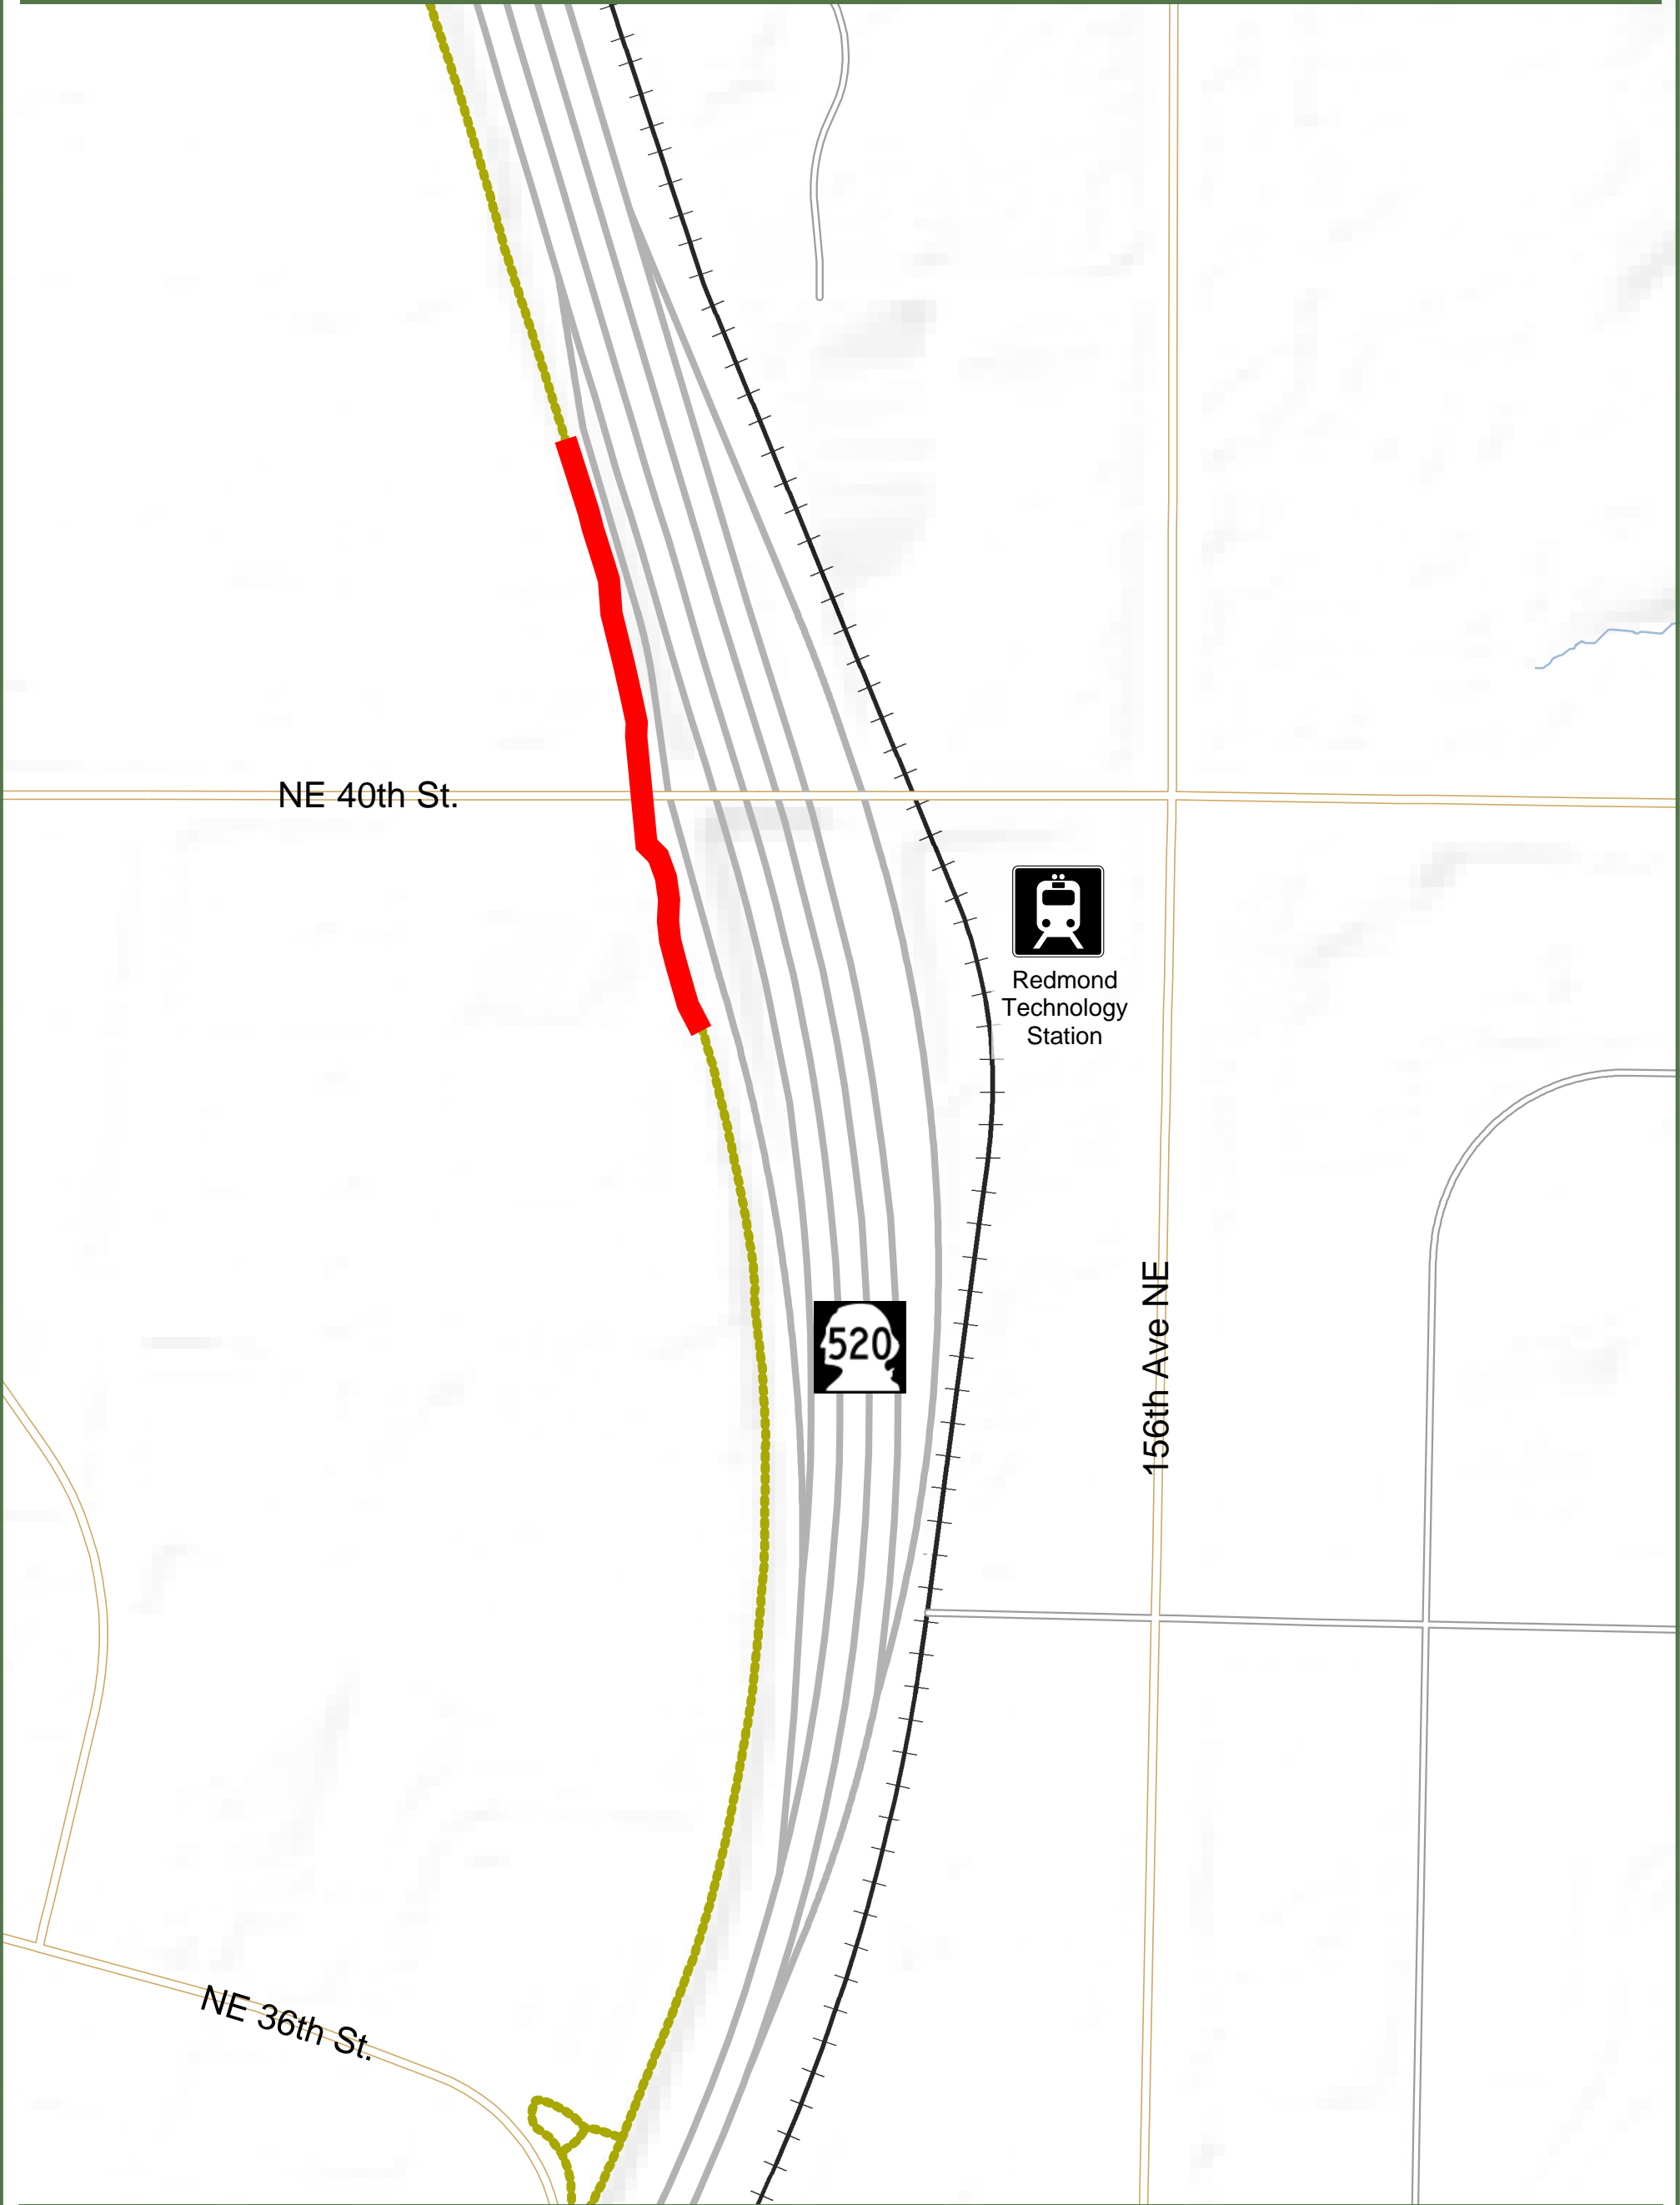 NE 40th St.
Redmond
Technology
Station
520
156th Ave NE
NE 36th St.